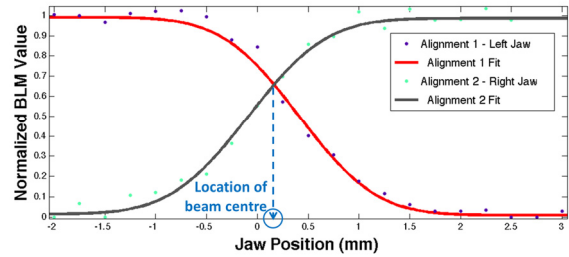 Normalized BLM Value
1
0.9
0.8
0.7
0.6
0.5
0.4
0.3
0.2
0.1
0
Alignment 1 - Left Jaw
Alignment 1 Fit
Alignment 2 - Right Jaw
Alignment 2 Fit
Location of
beam centre
-2 -1.5 -1 -0.5 0 0.5 1 1.5 2 2.5 3
Jaw Position (mm)